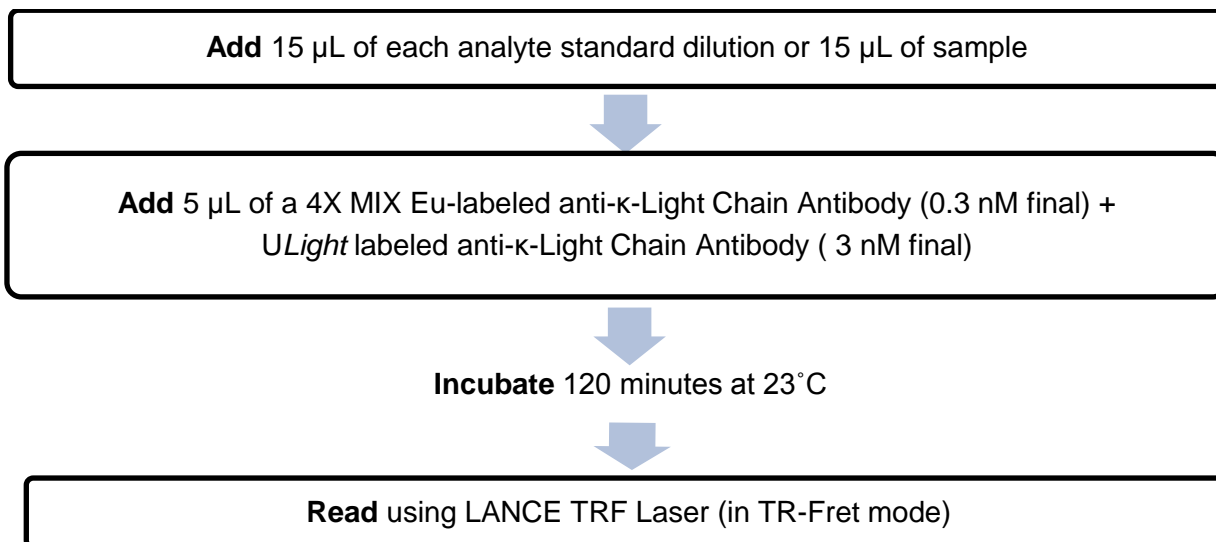 Add 15 µL of each analyte standard dilution or 15 µL of sample
Add 5 µL of a 4X MIX Eu-labeled anti-κ-Light Chain Antibody (0.3 nM final) +
ULight labeled anti-κ-Light Chain Antibody ( 3 nM final)
Incubate 120 minutes at 23˚C
Read using LANCE TRF Laser (in TR-Fret mode)